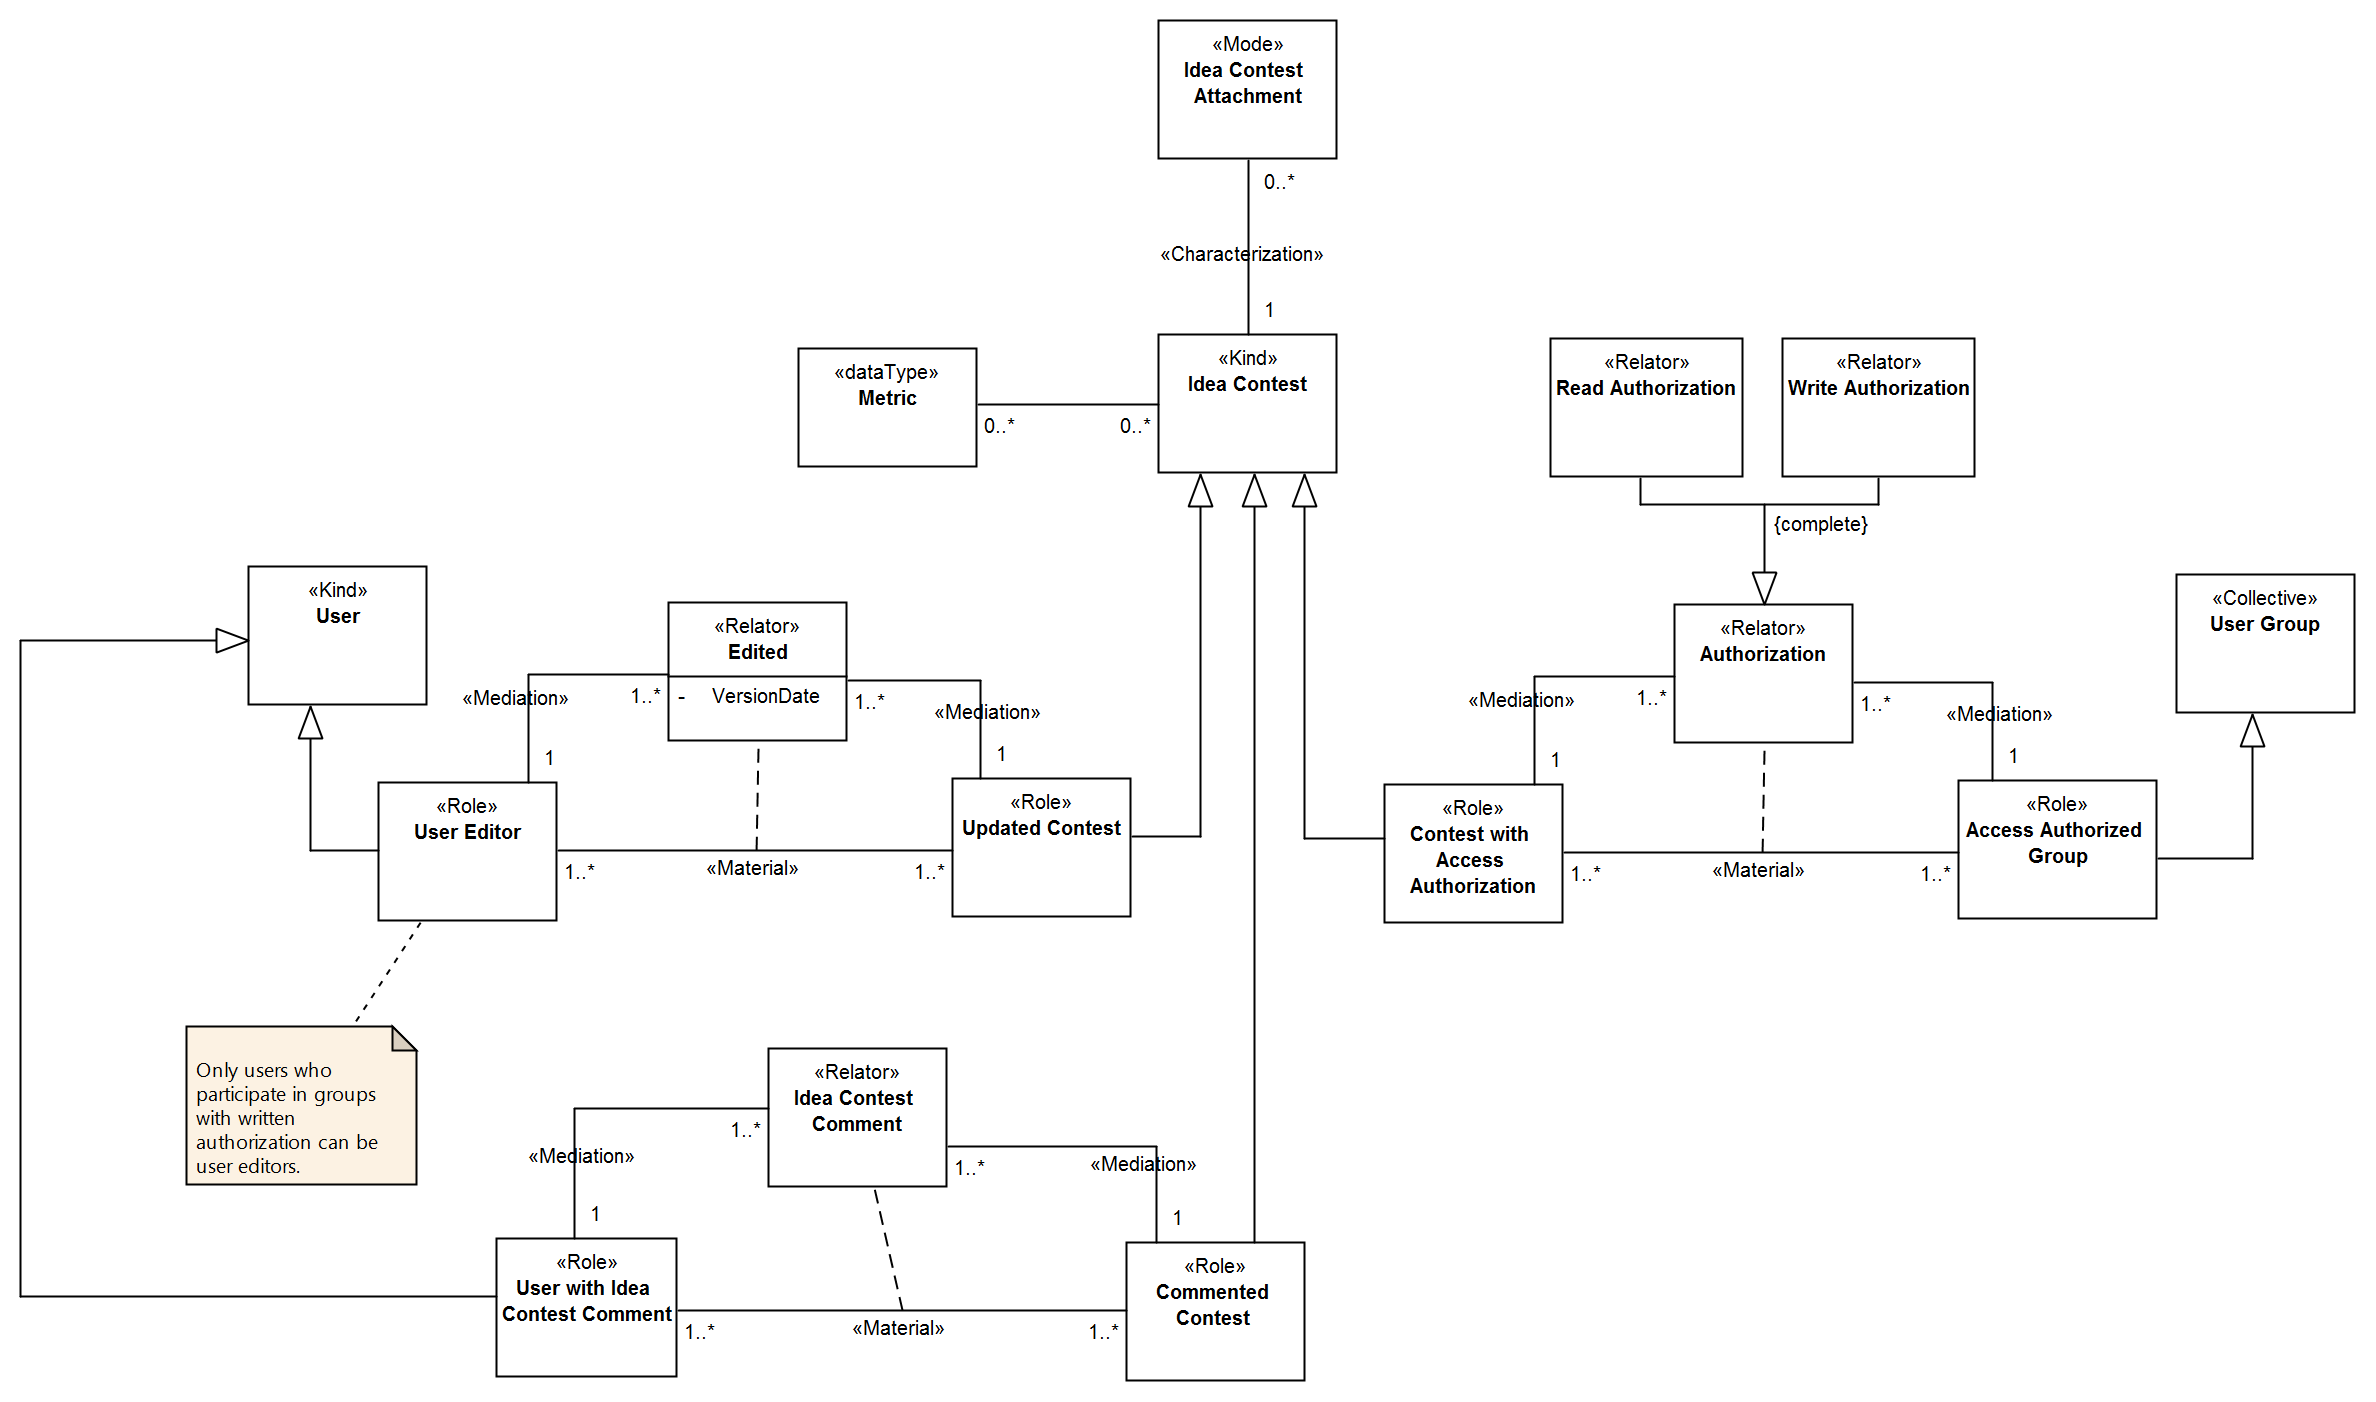 «Mode»
Idea Contest
Attachment
0..*
«Characterization»
1
«dataType»
Metric
0..*
0..*
«Kind»
Idea Contest
«Relator»
Read Authorization
«Relator»
Write Authorization
{complete}
«Kind»
User
«Relator»
Edited
- VersionDate
«Mediation»
1..*
1
1..*
«Mediation»
1
«Role»
User Editor
1..*
«Material»
1..*
«Role»
Updated Contest
«Relator»
Authorization
«Mediation»
1..*
1
1..*
«Mediation»
1
«Collective»
User Group
«Role»
Contest with
Access
Authorization
1..*
«Material»
1..*
«Role»
Access Authorized
Group
Only users who
participate in groups
with written
authorization can be
user editors.
«Relator»
Idea Contest
Comment
«Mediation»
1..*
1
1..*
«Mediation»
1
«Role»
User with Idea
Contest Comment
1..*
«Material»
1..*
«Role»
Commented
Contest